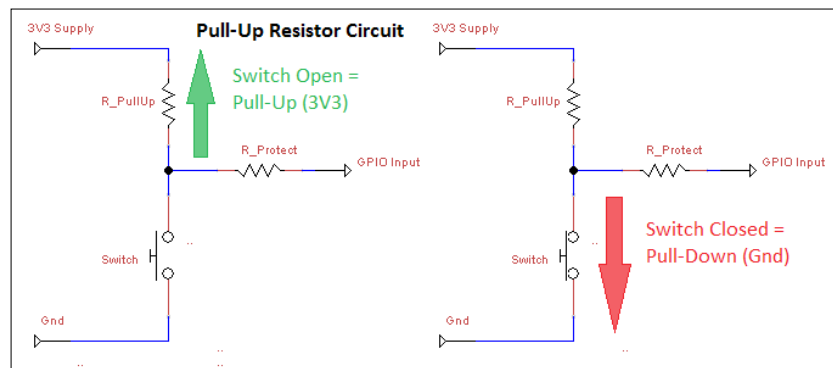 Pull-Up Resistor Circuit
3V3 Supply
Switch Open =
Pull-Up (3V3)
R_PullUp
R_Protect
GPIO Input
Switch
Gnd
3V3 Supply
R_PullUp
R_Protect
GPIO Input
Switch Closed =
Pull-Down (Gnd)
Switch
Gnd